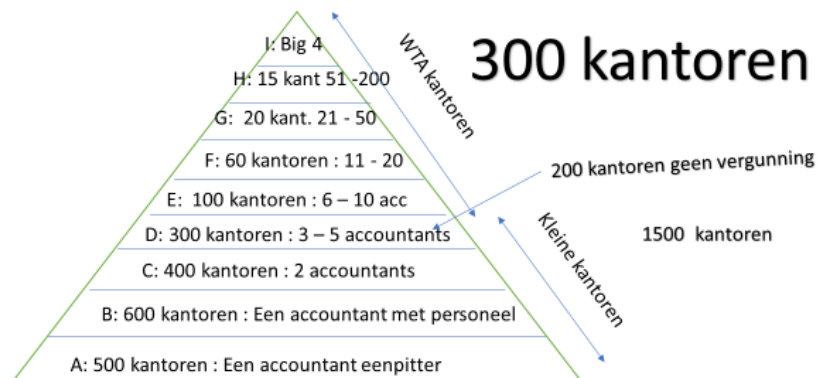 I: Big 4
H: 15 kant 51 -200
G:  20 kant. 21 - 50
F: 60 kantoren : 11 - 20
E:  100 kantoren : 6 – 10 acc
D: 300 kantoren : 3 – 5 accountants
C: 400 kantoren : 2 accountants
B: 600 kantoren : Een accountant met personeel
A: 500 kantoren : Een accountant eenpitter
WTA kantoren
300 kantoren
200 kantoren geen vergunning
Kleine kantoren
1500  kantoren